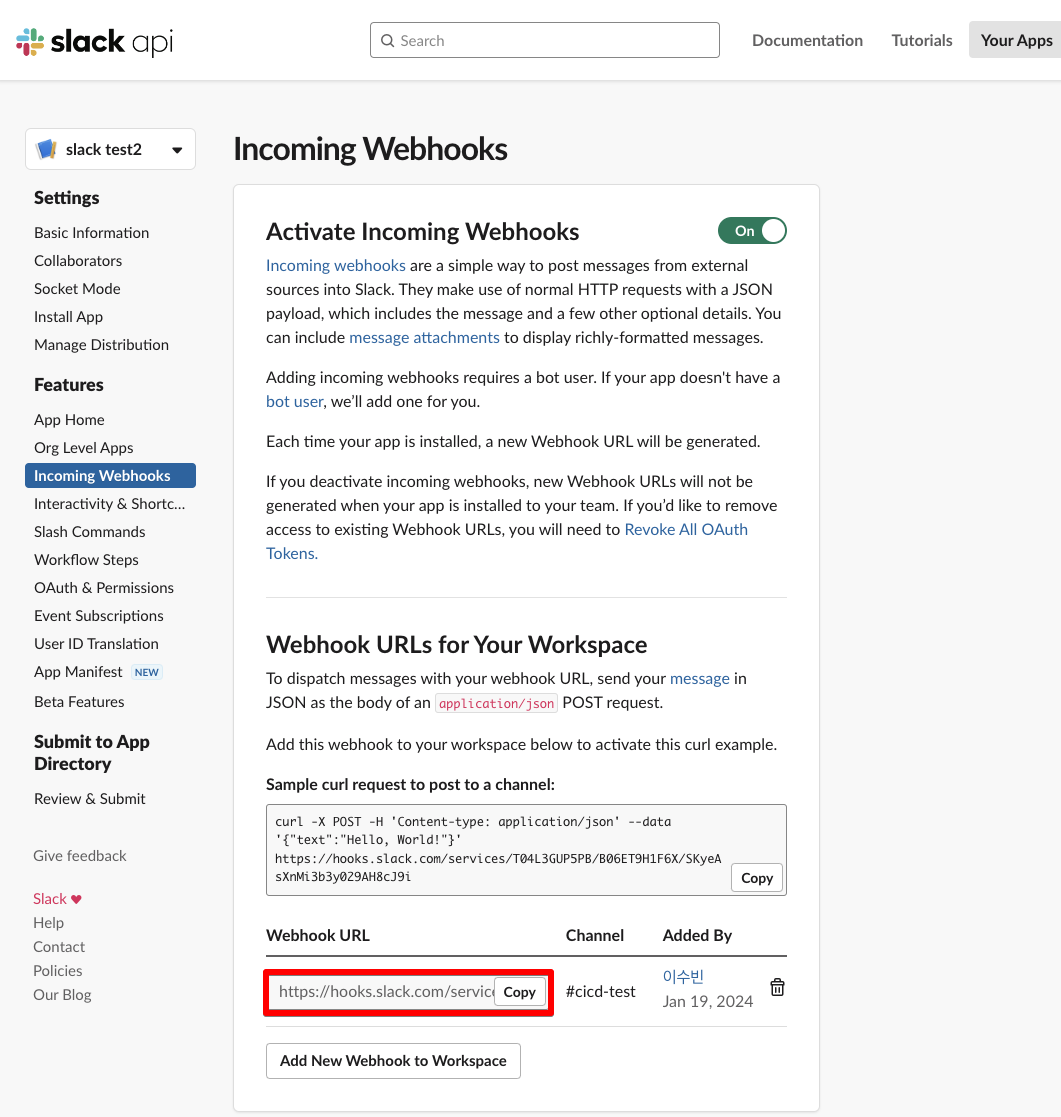 slack api
Search
Documentation
Tutorials
Your Apps
slack test2
Settings
Basic Information
Collaborators
Socket Mode
Install App
Manage Distribution
Features
App Home
Org Level Apps
Incoming Webhooks
Interactivity & Shortc...
Slash Commands
Workflow Steps
OAuth & Permissions
Event Subscriptions
User ID Translation
App Manifest NEW
Beta Features
Submit to App
Directory
Review & Submit
Give feedback
Slack ♥
Help
Contact
Policies
Our Blog
Incoming Webhooks
Activate Incoming Webhooks
On
Incoming webhooks are a simple way to post messages from external
sources into Slack. They make use of normal HTTP requests with a JSON
payload, which includes the message and a few other optional details. You
can include message attachments to display richly-formatted messages.
Adding incoming webhooks requires a bot user. If your app doesn't have a
bot user, we’ll add one for you.
Each time your app is installed, a new Webhook URL will be generated.
If you deactivate incoming webhooks, new Webhook URLs will not be
generated when your app is installed to your team. If you’d like to remove
access to existing Webhook URLs, you will need to Revoke All OAuth
Tokens.
Webhook URLs for Your Workspace
To dispatch messages with your webhook URL, send your message in
JSON as the body of an application/json POST request.
Add this webhook to your workspace below to activate this curl example.
Sample curl request to post to a channel:
curl -X POST -H 'Content-type: application/json' --data
'{"text":"Hello, World!"}'
https://hooks.slack.com/services/T04L3GUP5PB/B06ET9H1F6X/SKyeA
sXnMi3b3y029AH8cJ9i
Copy
Webhook URL
Channel
Added By
https://hooks.slack.com/service
Copy
#cicd-test
이수빈
Jan 19, 2024
Add New Webhook to Workspace